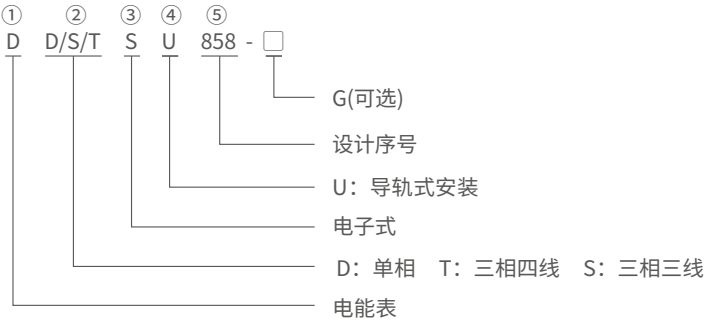 ① ② ③ ④ ⑤
D D/S/T S U 858 - □
G(可选)
设计序号
U：导轨式安装
电子式
D：单相 T：三相四线 S：三相三线
电能表